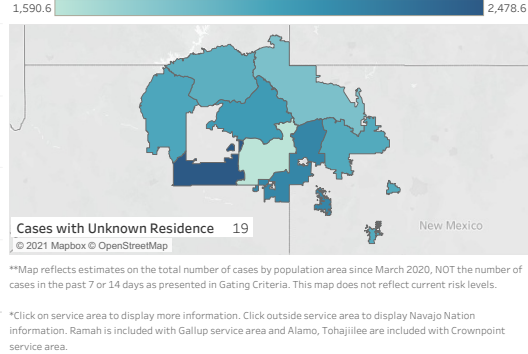 1,590.6 2,478.6
New Mexico
Cases with Unknown Residence 19
© 2021 Mapbox © OpenStreetMap
**Map reflects estimates on the total number of cases by population area since March 2020, NOT the number of
cases in the past 7 or 14 days as presented in Gating Criteria. This map does not reflect current risk levels.
*Click on service area to display more information. Click outside service area to display Navajo Nation
information. Ramah is included with Gallup service area and Alamo, Tohajiilee are included with Crownpoint
service area.